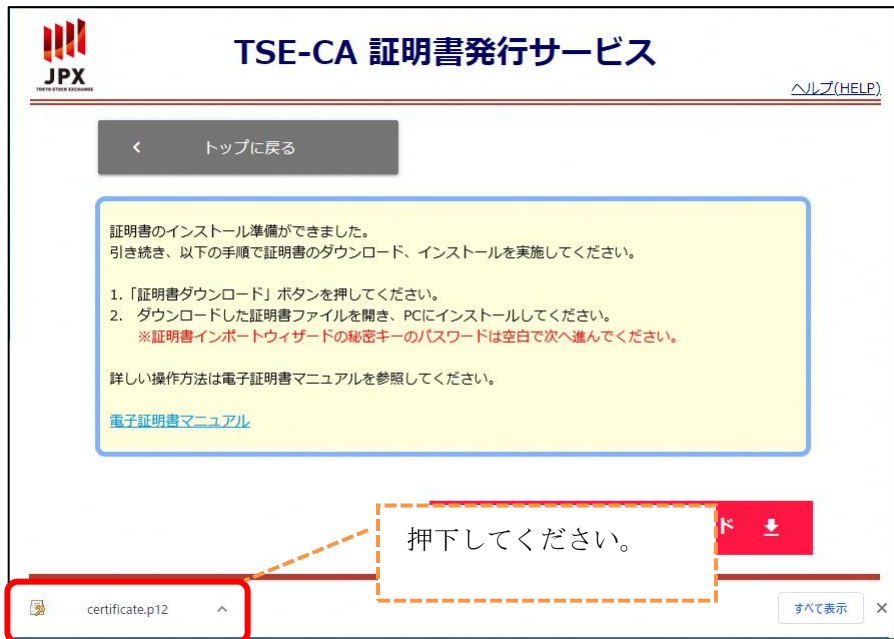 JPX
TOKYO STOCK EXCHANGE
TSE-CA 証明書発行サービス
ヘルプ(HELP)
トップに戻る
証明書のインストール準備ができました。
引き続き、以下の手順で証明書のダウンロード、インストールを実施してください。
1.「証明書ダウンロード」ボタンを押してください。
2. ダウンロードした証明書ファイルを開き、PCにインストールしてください。
※証明書インポートウィザードの秘密キーのパスワードは空白で次へ進んでください。
詳しい操作方法は電子証明書マニュアルを参照してください。
電子証明書マニュアル
ド
押下してください。
certificate.p12
すべて表示